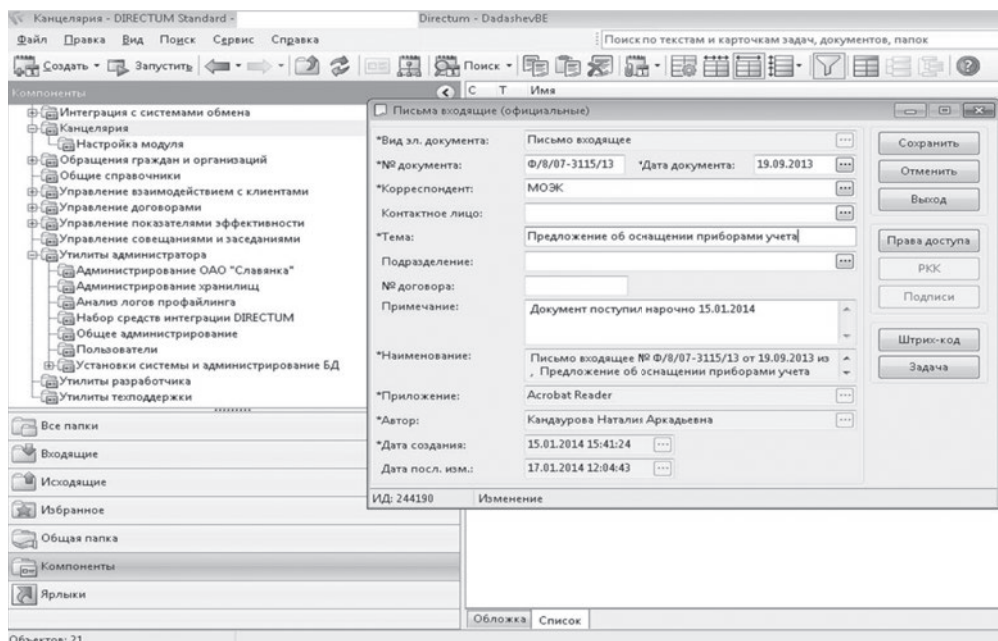 Канцелярия - DIRECTUM Standard - Directum - DadashevBE
Файл Правка Вид Поиск Сервис Справка
Поиск по текстам и карточкам задач, документов, папок
Создать Запустить Поиск
Компоненты
С Т Имя
Интеграция с системами обмена
Канцелярия
Настройка модуля
Обращения граждан и организаций
Общие справочники
Управление взаимодействием с клиентами
Управление договорами
Управление показателями эффективности
Управление совещаниями и заседаниями
Утилиты администратора
Администрирование ОАО "Славянка"
Администрирование хранилищ
Анализ логов профайлинга
Набор средств интеграции DIRECTUM
Общее администрирование
Пользователи
Установки системы и администрирование БД
Утилиты разработчика
Утилиты техподдержки
Все папки
Входящие
Исходящие
Избранное
Общая папка
Компоненты
Ярлыки
Письма входящие (официальные)
*Вид эл. документа: Письмо входящее
*№ документа: Ф/8/07-3115/13 *Дата документа: 19.09.2013
*Корреспондент: МОЭК
Контактное лицо:
*Тема: Предложение об оснащении приборами учета
Подразделение:
№ договора:
Примечание: Документ поступил нарочно 15.01.2014
*Наименование: Письмо входящее № Ф/8/07-3115/13 от 19.09.2013 из
, Предложение об оснащении приборами учета
*Приложение: Acrobat Reader
*Автор: Кандаурова Наталия Аркадьевна
*Дата создания: 15.01.2014 15:41:24
Дата посл. изм.: 17.01.2014 12:04:43
ИД: 244190 Изменение
Сохранить
Отменить
Выход
Права доступа
РКК
Подписи
Штрих-код
Задача
Обложка Список
Объектов: 21